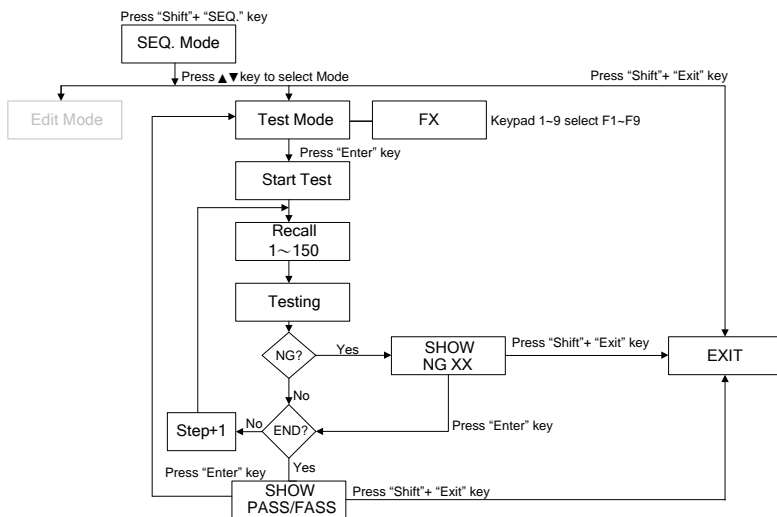 Press “Shift”+ “SEQ.” key
SEQ. Mode
Press ▲▼ key to select Mode
Press “Shift”+ “Exit” key
Edit Mode
Test Mode
FX
Keypad 1~9 select F1~F9
Press “Enter” key
Start Test
Recall
1～150
Testing
NG?
Yes
SHOW
NG XX
Press “Shift”+ “Exit” key
EXIT
No
Press “Enter” key
Step+1
No
END?
Yes
Press “Enter” key
SHOW
PASS/FASS
Press “Shift”+ “Exit” key